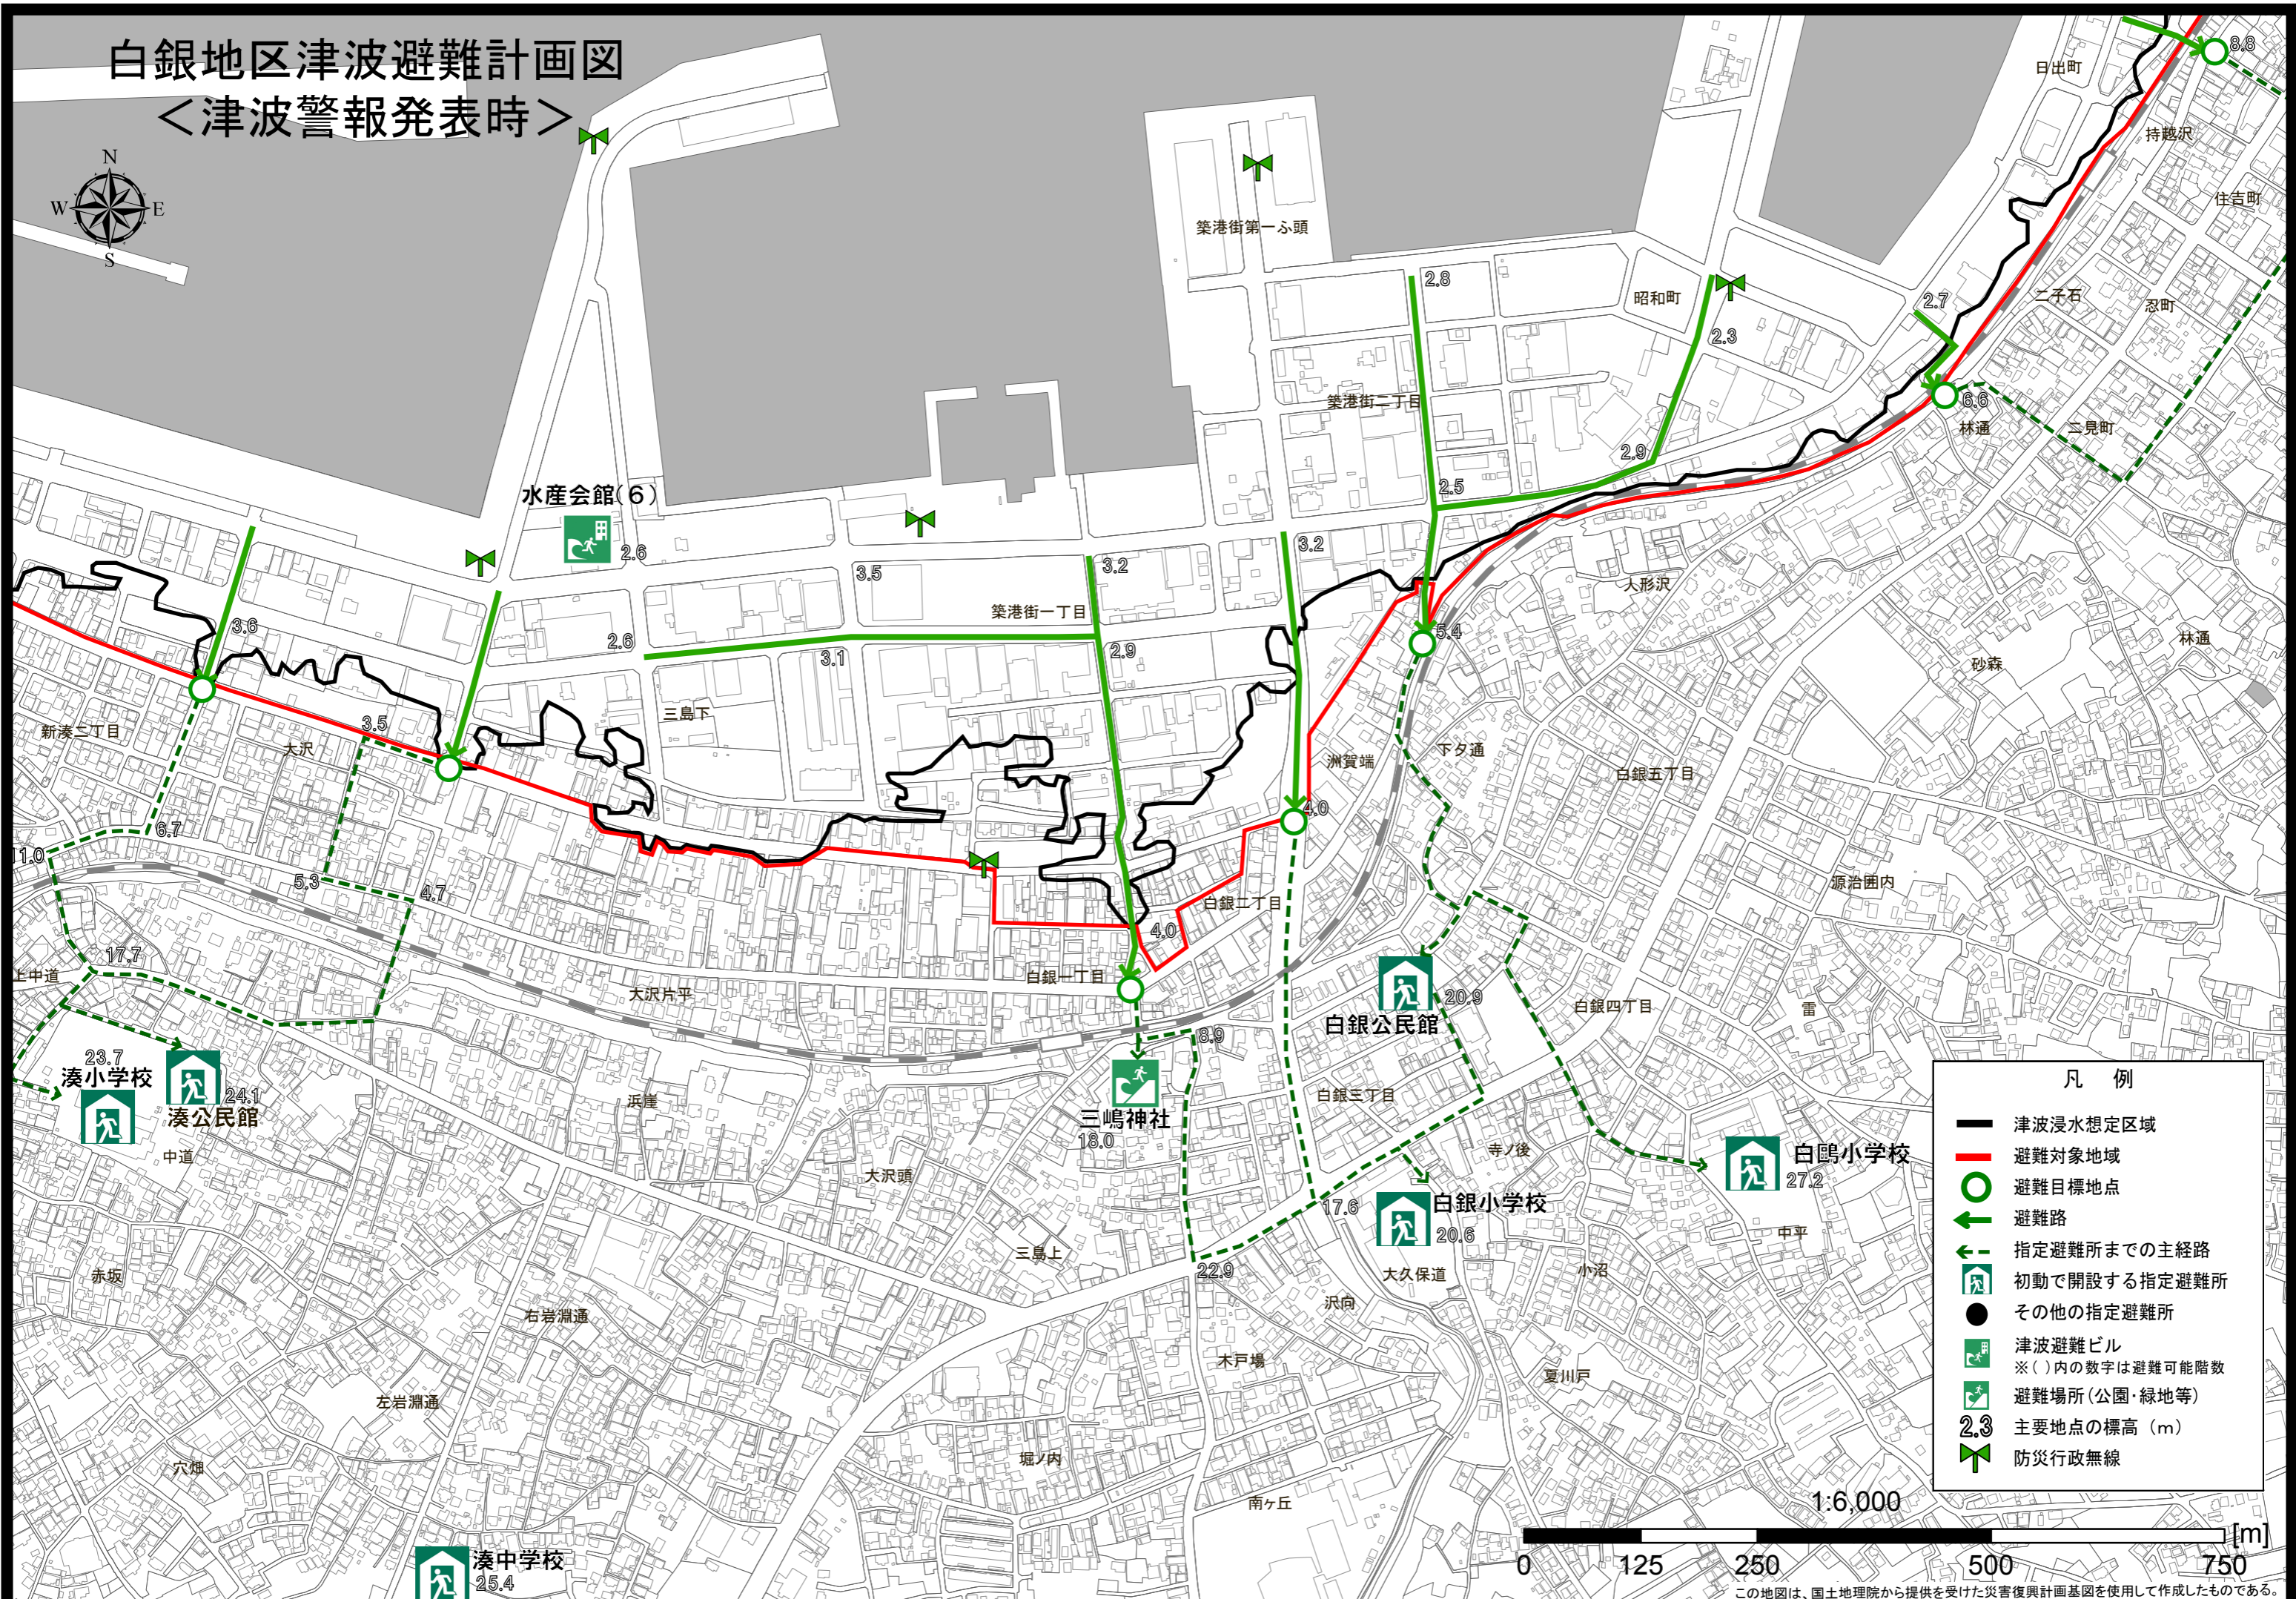 白銀地区津波避難計画図
＜津波警報発表時＞
N
W
E
S
8.8
日出町
持越沢
住吉町
築港街第一ふ頭
2.8
昭和町
2.7
二子石
忍町
2.3
築港街二丁目
6.6
林通
二見町
2.9
2.5
水産会館(6)
2.6
3.5
3.2
3.2
築港街一丁目
人形沢
3.6
2.6
3.1
2.9
5.4
林通
砂森
新湊二丁目
大沢
3.5
三島下
洲賀端
下タ通
白銀五丁目
4.0
6.7
11.0
5.3
4.7
源治囲内
白銀二丁目
4.0
上中道
17.7
大沢片平
白銀一丁目
20.9
白銀四丁目
雷
白銀公民館
8.9
23.7
湊小学校
24.1
湊公民館
浜崖
三嶋神社
18.0
白銀三丁目
中道
大沢頭
寺ノ後
白鷗小学校
27.2
17.6
白銀小学校
20.6
中平
三島上
22.9
大久保道
小沼
赤坂
右岩淵通
沢向
木戸場
夏川戸
左岩淵通
堀ノ内
穴畑
南ヶ丘
湊中学校
25.4
凡 例
津波浸水想定区域
避難対象地域
避難目標地点
避難路
指定避難所までの主経路
初動で開設する指定避難所
その他の指定避難所
津波避難ビル
※( )内の数字は避難可能階数
避難場所(公園・緑地等)
2.3 主要地点の標高 (m)
防災行政無線
1:6,000
[m]
0 125 250 500 750
この地図は、国土地理院から提供を受けた災害復興計画基図を使用して作成したものである。